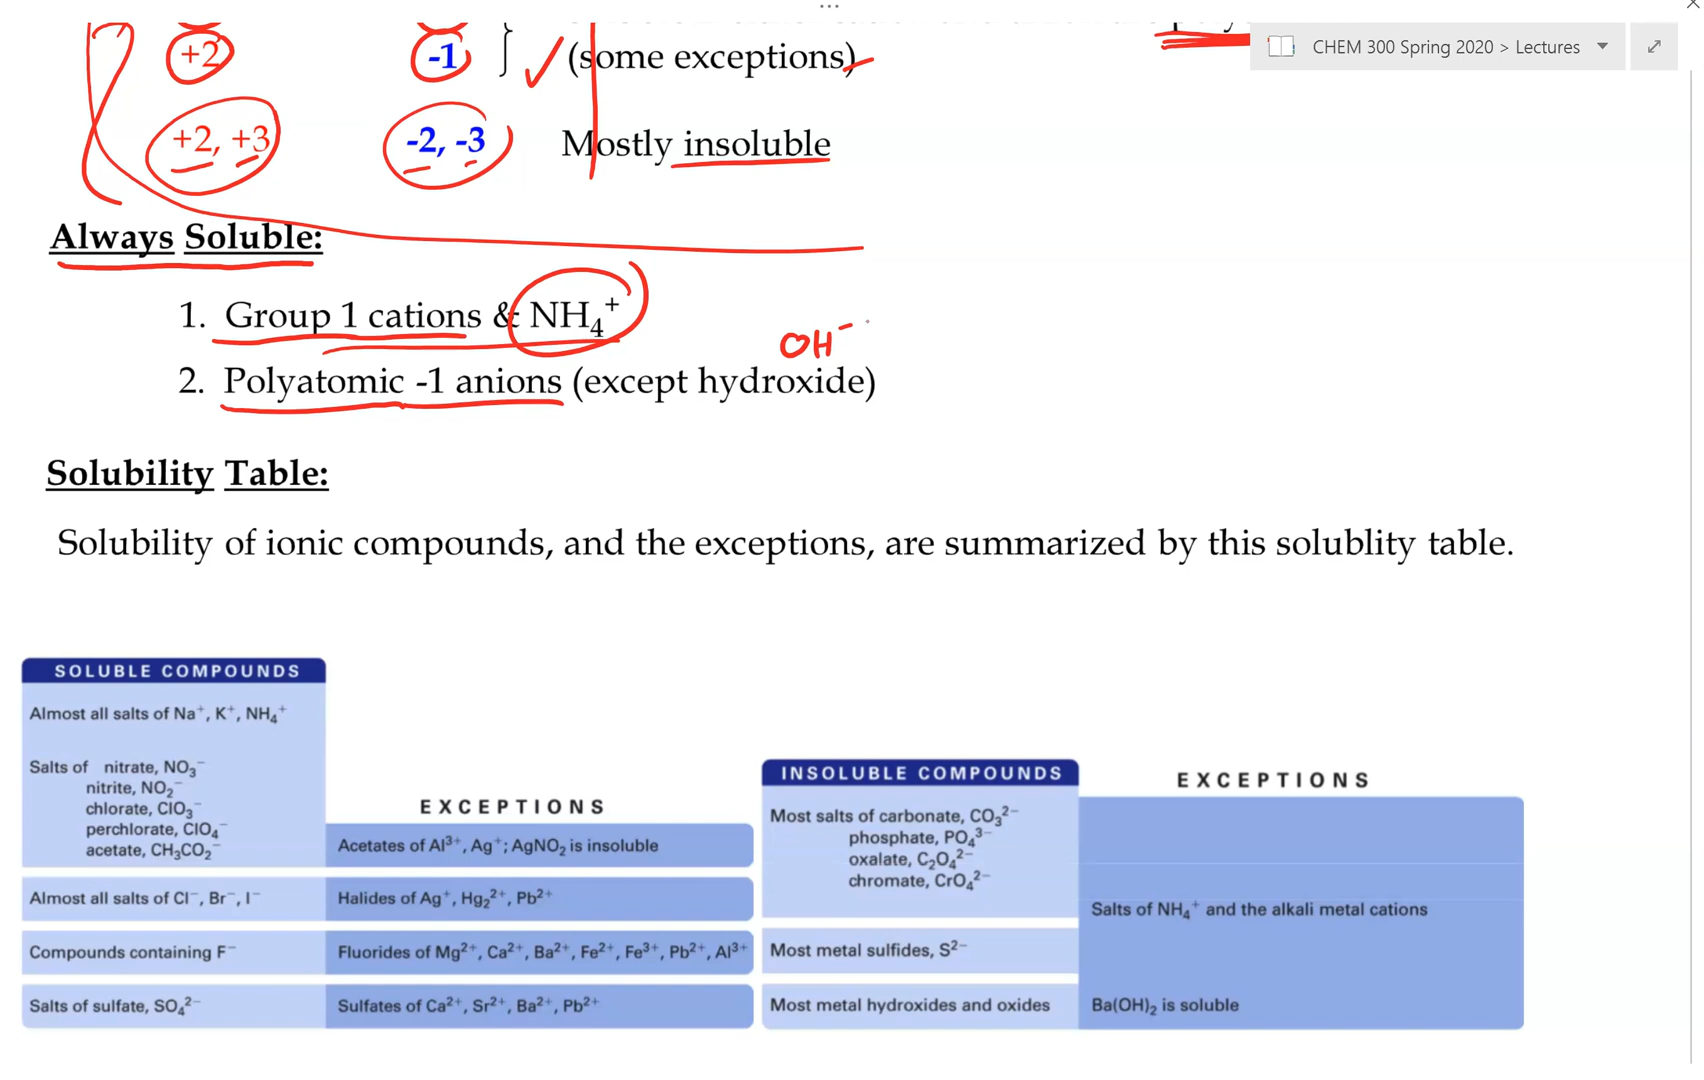 CHEM 300 Spring 2020 > Lectures
+2 -1 (some exceptions)
+2, +3 -2, -3 Mostly insoluble
Always Soluble:
1. Group 1 cations & NH₄⁺
OH⁻
2. Polyatomic -1 anions (except hydroxide)
Solubility Table:
Solubility of ionic compounds, and the exceptions, are summarized by this solublity table.
SOLUBLE COMPOUNDS
Almost all salts of Na⁺, K⁺, NH₄⁺
Salts of nitrate, NO₃⁻
nitrite, NO₂⁻
chlorate, ClO₃⁻
perchlorate, ClO₄⁻
acetate, CH₃CO₂⁻
EXCEPTIONS
Acetates of Al³⁺, Ag⁺; AgNO₂ is insoluble
Almost all salts of Cl⁻, Br⁻, I⁻
Halides of Ag⁺, Hg₂²⁺, Pb²⁺
Compounds containing F⁻
Fluorides of Mg²⁺, Ca²⁺, Ba²⁺, Fe²⁺, Fe³⁺, Pb²⁺, Al³⁺
Salts of sulfate, SO₄²⁻
Sulfates of Ca²⁺, Sr²⁺, Ba²⁺, Pb²⁺
INSOLUBLE COMPOUNDS
EXCEPTIONS
Most salts of carbonate, CO₃²⁻
phosphate, PO₄³⁻
oxalate, C₂O₄²⁻
chromate, CrO₄²⁻
Salts of NH₄⁺ and the alkali metal cations
Most metal sulfides, S²⁻
Most metal hydroxides and oxides
Ba(OH)₂ is soluble